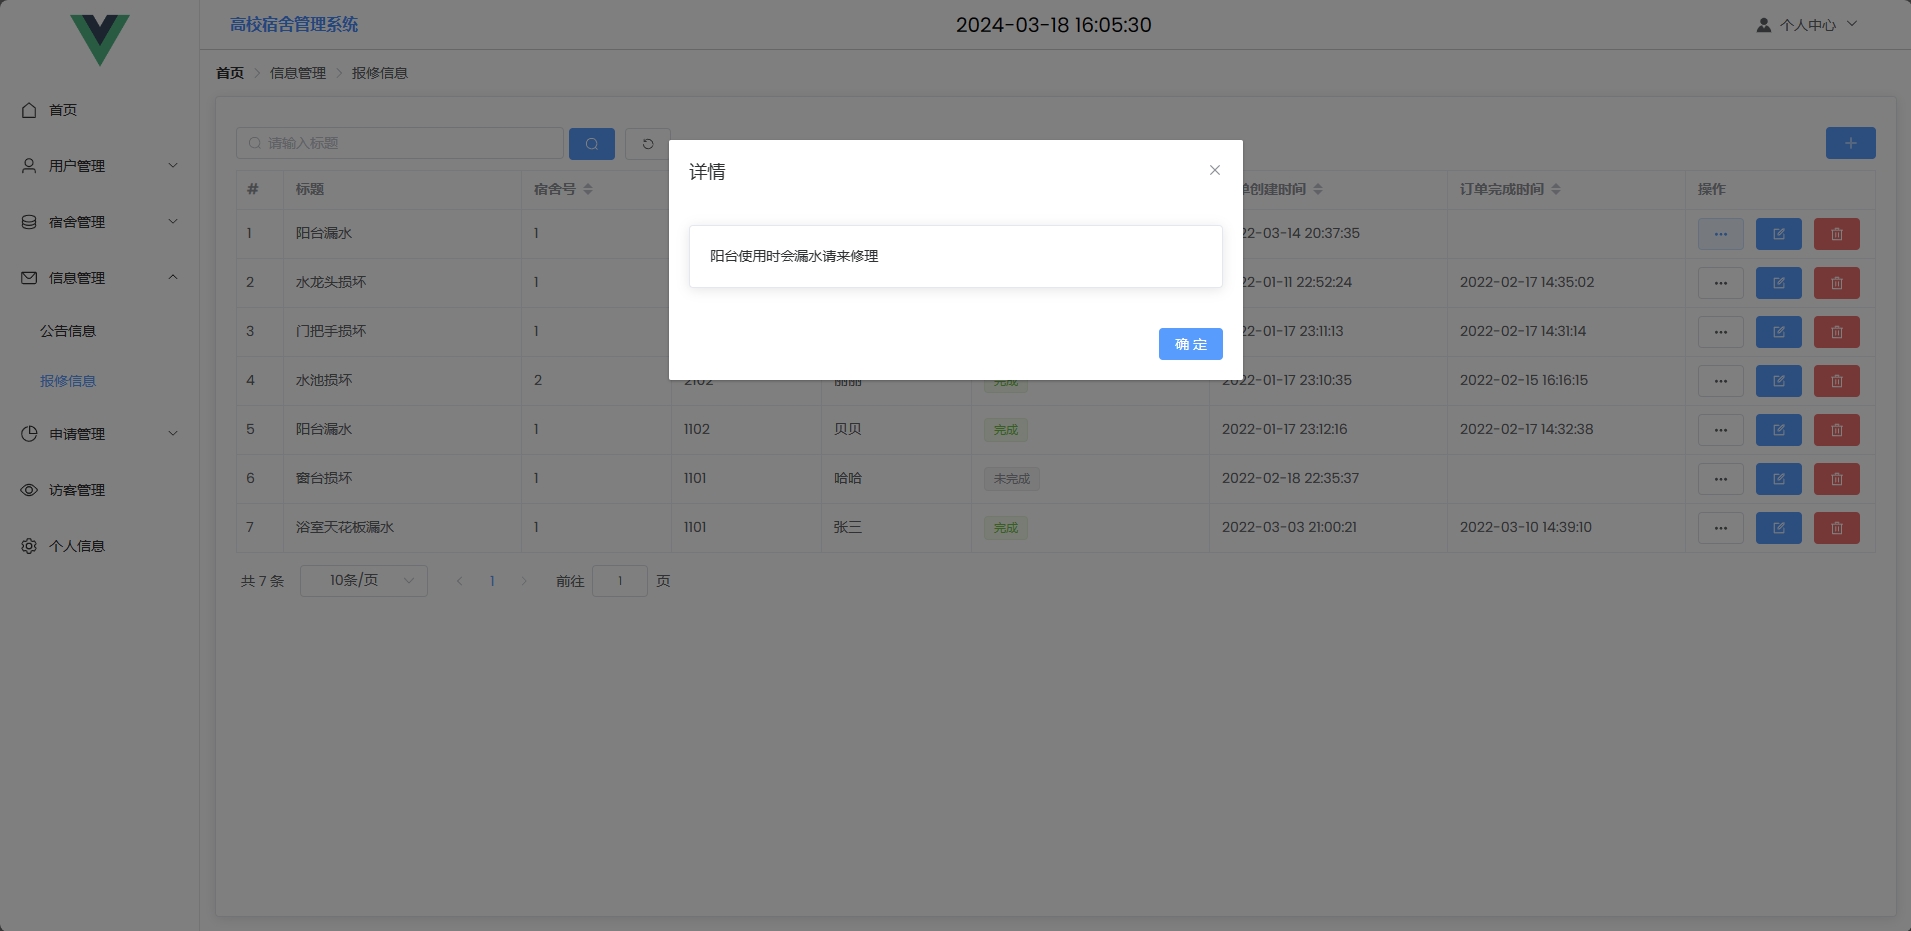 高校宿舍管理系统
2024-03-18 16:05:30
个人中心
首页
用户管理
宿舍管理
信息管理
公告信息
报修信息
申请管理
访客管理
个人信息
首页 信息管理 报修信息
请输入标题
详情
阳台使用时会漏水请来修理
确 定
# 标题 宿舍号 创建时间 订单完成时间 操作
1 阳台漏水 1 22-03-14 20:37:35
2 水龙头损坏 1 22-01-11 22:52:24 2022-02-17 14:35:02
3 门把手损坏 1 22-01-17 23:11:13 2022-02-17 14:31:14
4 水池损坏 2 2102 丽丽 完成 2022-01-17 23:10:35 2022-02-15 16:16:15
5 阳台漏水 1 1102 贝贝 完成 2022-01-17 23:12:16 2022-02-17 14:32:38
6 窗台损坏 1 1101 哈哈 未完成 2022-02-18 22:35:37
7 浴室天花板漏水 1 1101 张三 完成 2022-03-03 21:00:21 2022-03-10 14:39:10
共 7 条 10条/页 1 前往 1 页